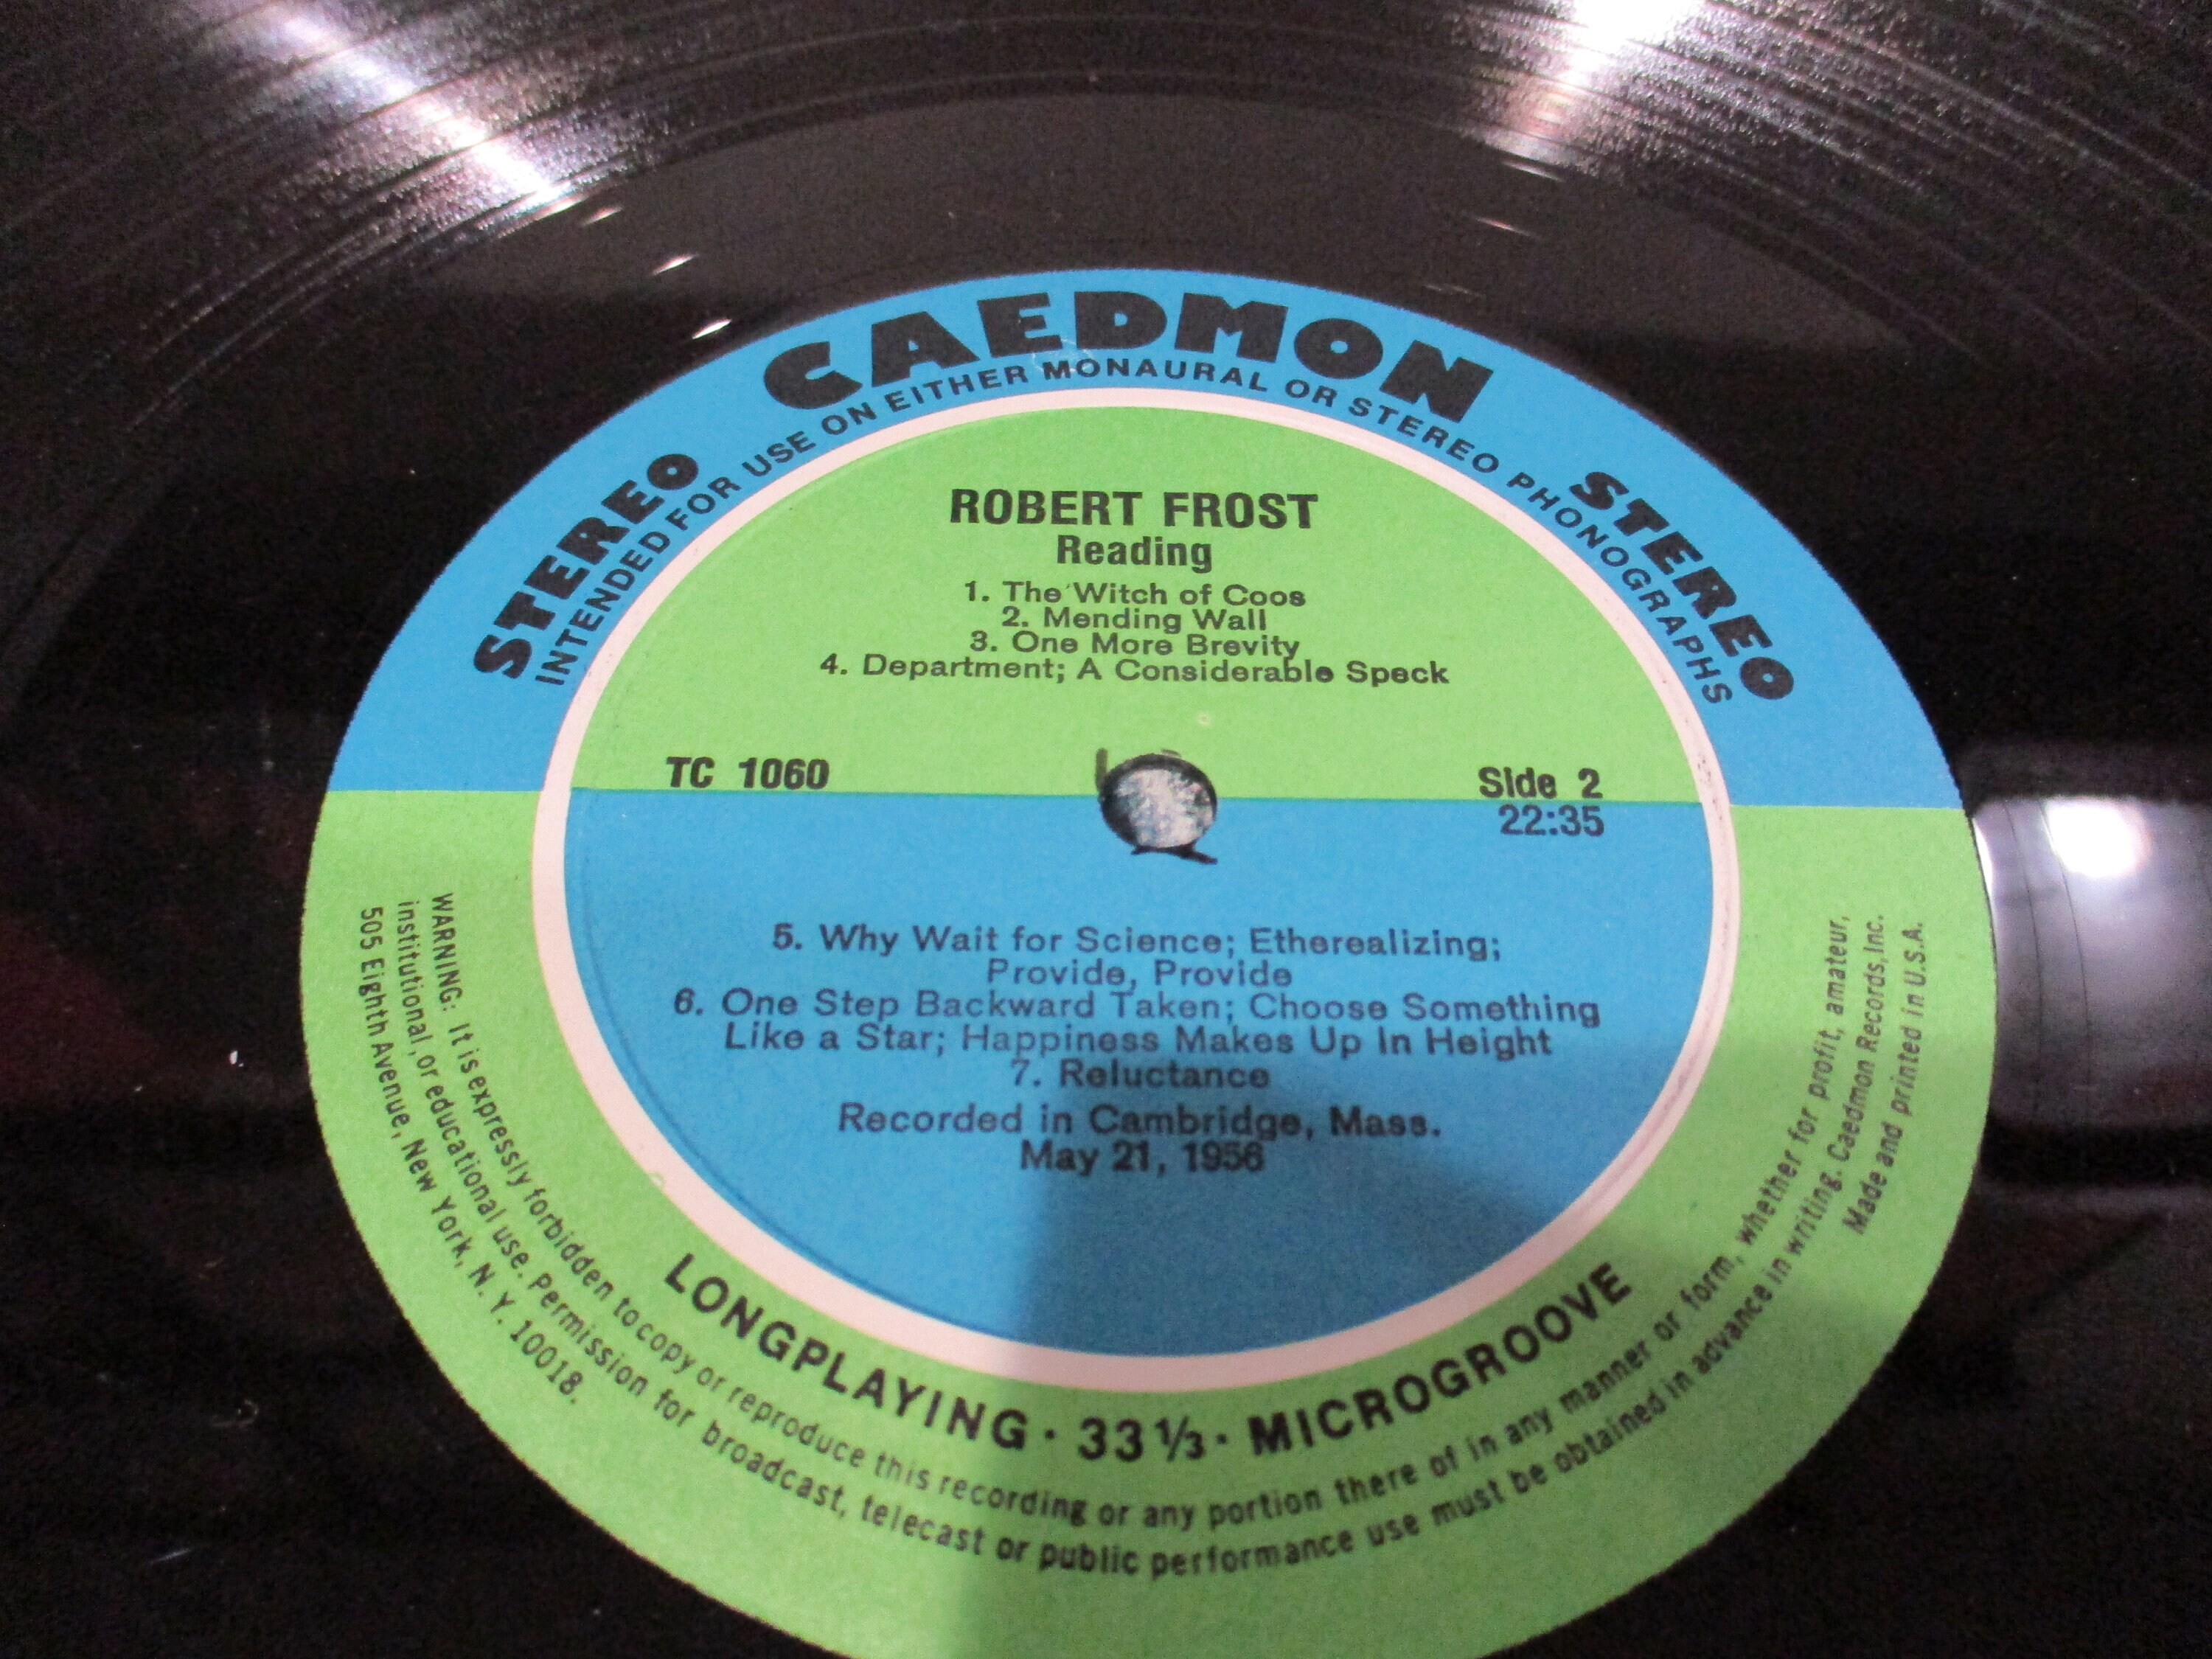 CAEDMON
STEREO
STEREO
INTENDED FOR USE ON EITHER MONAURAL OR STEREO PHONOGRAPHS
ROBERT FROST
Reading
1. The Witch of Coos
2. Mending Wall
3. One More Brevity
4. Department; A Considerable Speck
TC 1060
Side 2
22:35
5. Why Wait for Science; Etherealizing;
Provide, Provide
6. One Step Backward Taken; Choose Something
Like a Star; Happiness Makes Up In Height
7. Reluctance
Recorded in Cambridge, Mass.
May 21, 1956
LONGPLAYING · 33 1/3 · MICROGROOVE
WARNING: It is expressly forbidden to copy or reproduce this recording or any portion there of in any manner or form, whether for profit, amateur,
institutional, or educational use. Permission for broadcast, telecast or public performance use must be obtained in advance in writing. Caedmon Records, Inc.
505 Eighth Avenue, New York, N. Y. 10018.
Made and printed in U.S.A.